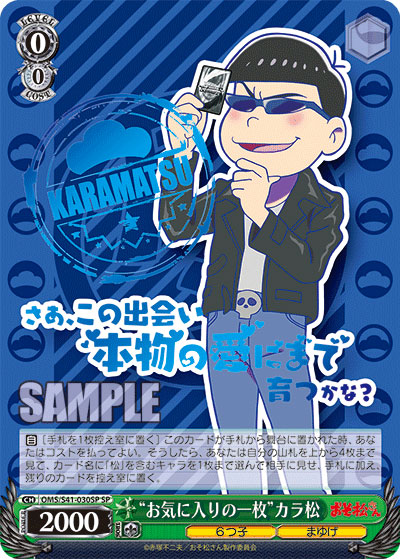 LEVEL
0
0
COST
KARAMATSU
さあ、この出会い
本物の愛にまで
育つかな?
SAMPLE
自 [手札を1枚控え室に置く] このカードが手札から舞台に置かれた時、あな
たはコストを払ってよい。そうしたら、あなたは自分の山札を上から4枚まで
見て、カード名に「松」を含むキャラを1枚まで選んで相手に見せ、手札に加え、
残りのカードを控え室に置く。
CH OMS/S41-030SP SP
2000
“お気に入りの一枚”カラ松
おそ松さん
6つ子
まゆげ
©赤塚不二夫/おそ松さん製作委員会